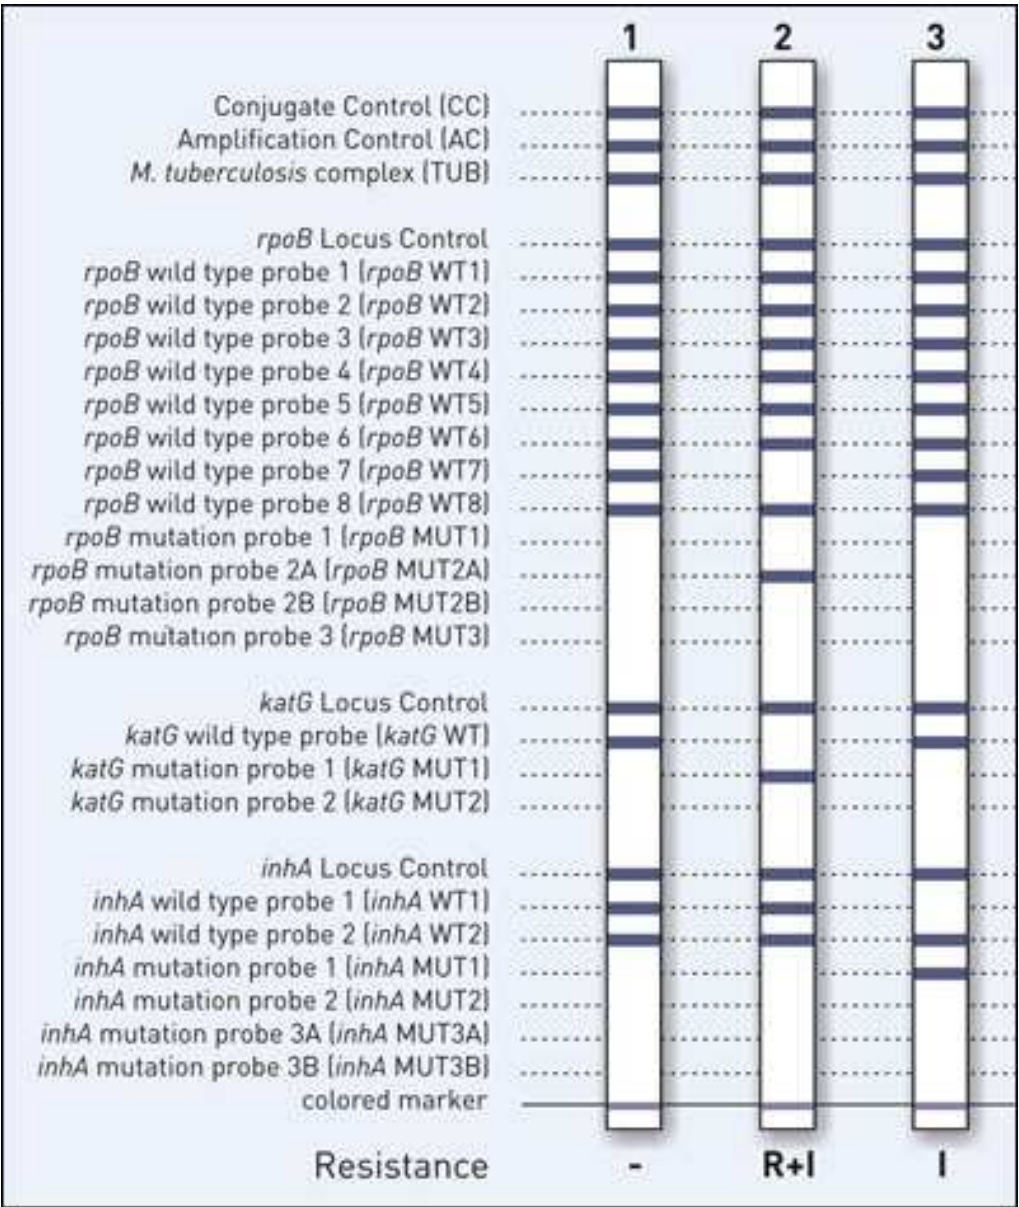 1 2 3
Conjugate Control (CC)
Amplification Control (AC)
M. tuberculosis complex (TUB)
rpoB Locus Control
rpoB wild type probe 1 (rpoB WT1)
rpoB wild type probe 2 (rpoB WT2)
rpoB wild type probe 3 (rpoB WT3)
rpoB wild type probe 4 (rpoB WT4)
rpoB wild type probe 5 (rpoB WT5)
rpoB wild type probe 6 (rpoB WT6)
rpoB wild type probe 7 (rpoB WT7)
rpoB wild type probe 8 (rpoB WT8)
rpoB mutation probe 1 (rpoB MUT1)
rpoB mutation probe 2A (rpoB MUT2A)
rpoB mutation probe 2B (rpoB MUT2B)
rpoB mutation probe 3 (rpoB MUT3)
katG Locus Control
katG wild type probe (katG WT)
katG mutation probe 1 (katG MUT1)
katG mutation probe 2 (katG MUT2)
inhA Locus Control
inhA wild type probe 1 (inhA WT1)
inhA wild type probe 2 (inhA WT2)
inhA mutation probe 1 (inhA MUT1)
inhA mutation probe 2 (inhA MUT2)
inhA mutation probe 3A (inhA MUT3A)
inhA mutation probe 3B (inhA MUT3B)
colored marker
Resistance - R+I I